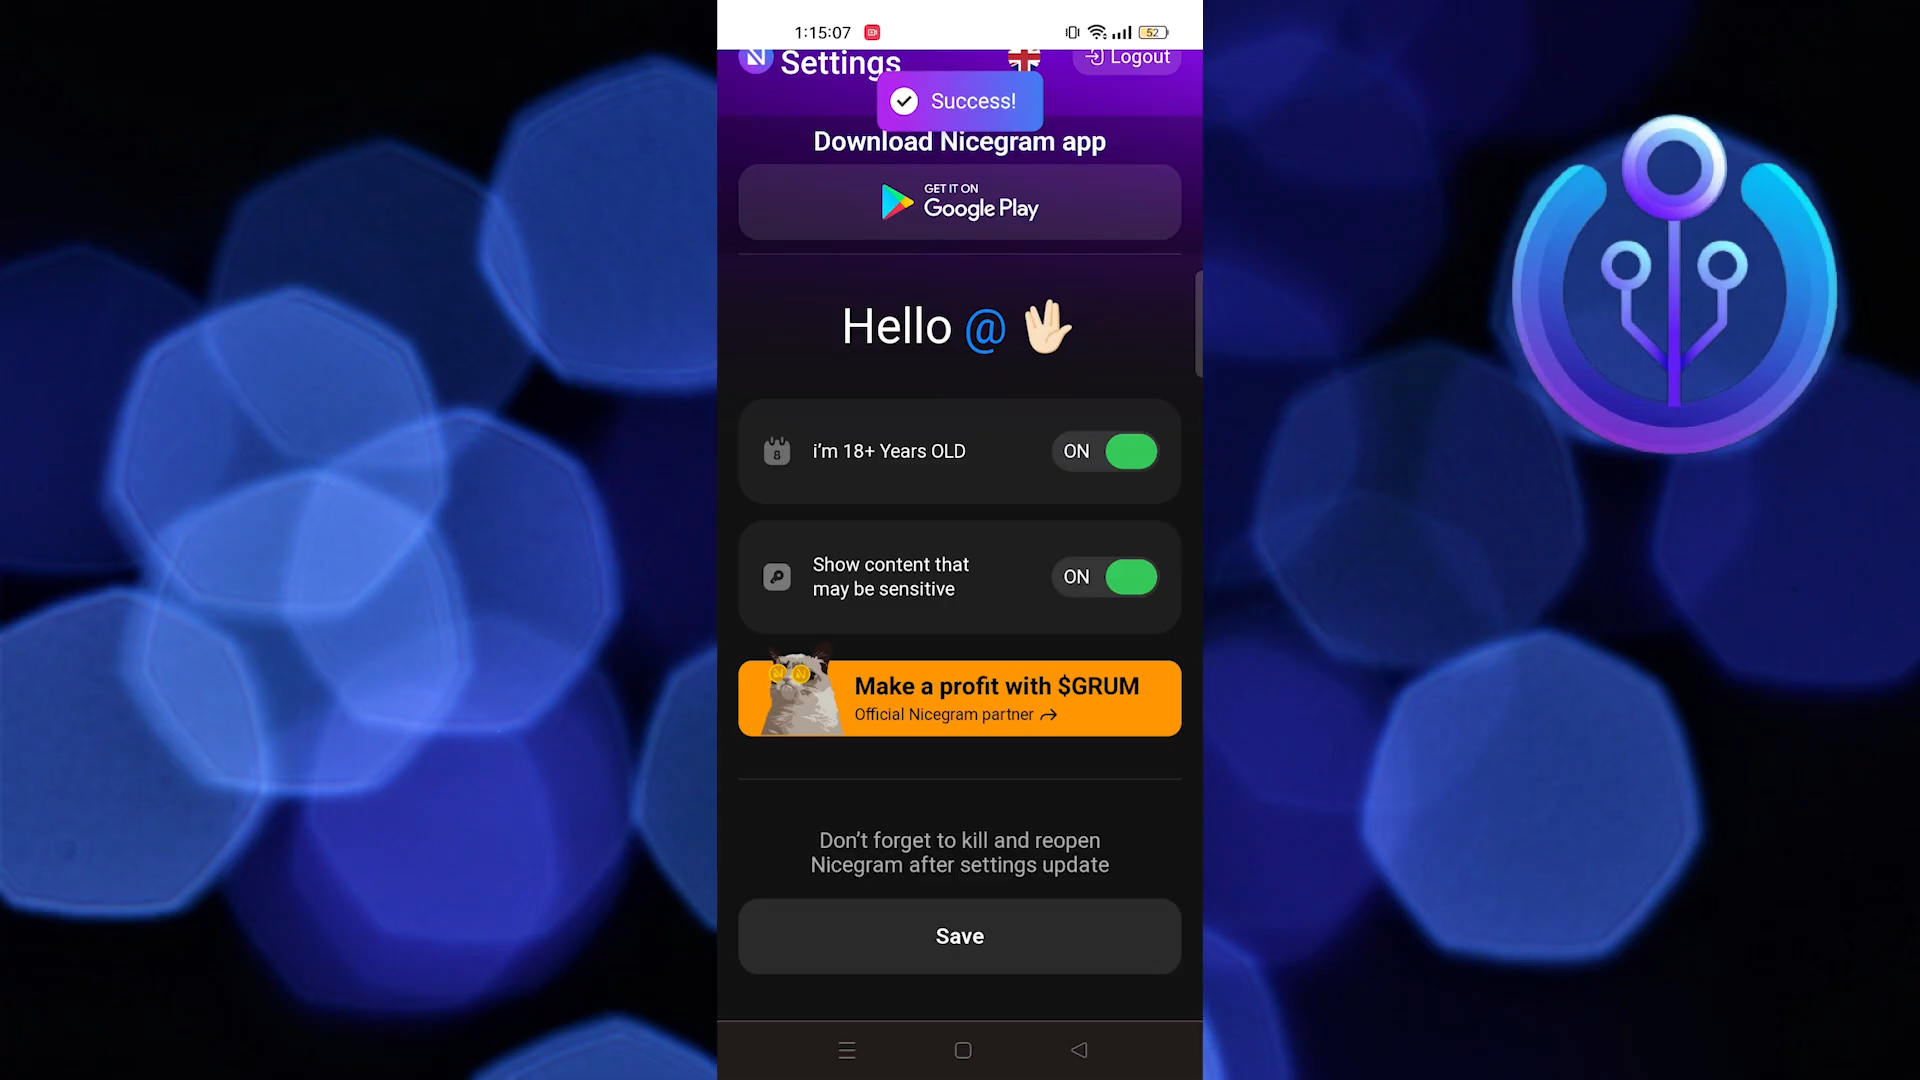 1:15:07
52
N Settings
Logout
Success!
Download Nicegram app
GET IT ON
Google Play
Hello @ 🖖🏻
8
i’m 18+ Years OLD
ON
Show content that
may be sensitive
ON
Make a profit with $GRUM
Official Nicegram partner
Don’t forget to kill and reopen
Nicegram after settings update
Save